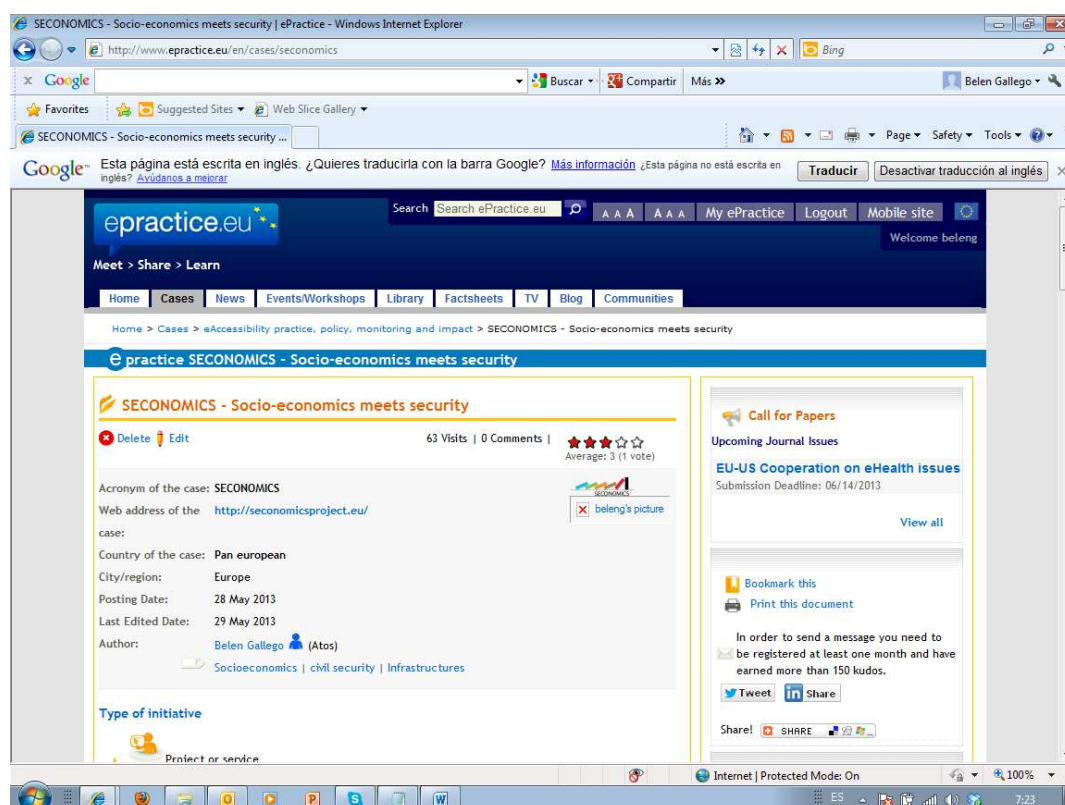 SECONOMICS - Socio-economics meets security | ePractice - Windows Internet Explorer
http://www.epractice.eu/en/cases/seconomics
Bing
x Google
Buscar
Compartir
Más »
Belen Gallego
Favorites
Suggested Sites
Web Slice Gallery
SECONOMICS - Socio-economics meets security ...
Page
Safety
Tools
Google
Esta página está escrita en inglés. ¿Quieres traducirla con la barra Google? Más información ¿Esta página no está escrita en
inglés? Ayúdanos a mejorar
Traducir
Desactivar traducción al inglés
epractice.eu
Search
Search ePractice.eu
A A A
A A A
My ePractice
Logout
Mobile site
Welcome beleng
Meet > Share > Learn
Home
Cases
News
Events/Workshops
Library
Factsheets
TV
Blog
Communities
Home > Cases > eAccessibility practice, policy, monitoring and impact > SECONOMICS - Socio-economics meets security
epractice SECONOMICS - Socio-economics meets security
SECONOMICS - Socio-economics meets security
Delete Edit
63 Visits | 0 Comments |
Average: 3 (1 vote)
Acronym of the case: SECONOMICS
SECONOMICS
Web address of the case: http://seconomicsproject.eu/
beleng's picture
Country of the case: Pan european
City/region: Europe
Posting Date: 28 May 2013
Last Edited Date: 29 May 2013
Author: Belen Gallego (Atos)
Socioeconomics | civil security | Infrastructures
Type of initiative
Project or service
Call for Papers
Upcoming Journal Issues
EU-US Cooperation on eHealth issues
Submission Deadline: 06/14/2013
View all
Bookmark this
Print this document
In order to send a message you need to
be registered at least one month and have
earned more than 150 kudos.
Tweet
in Share
Share!
SHARE
Internet | Protected Mode: On
100%
ES
7:23